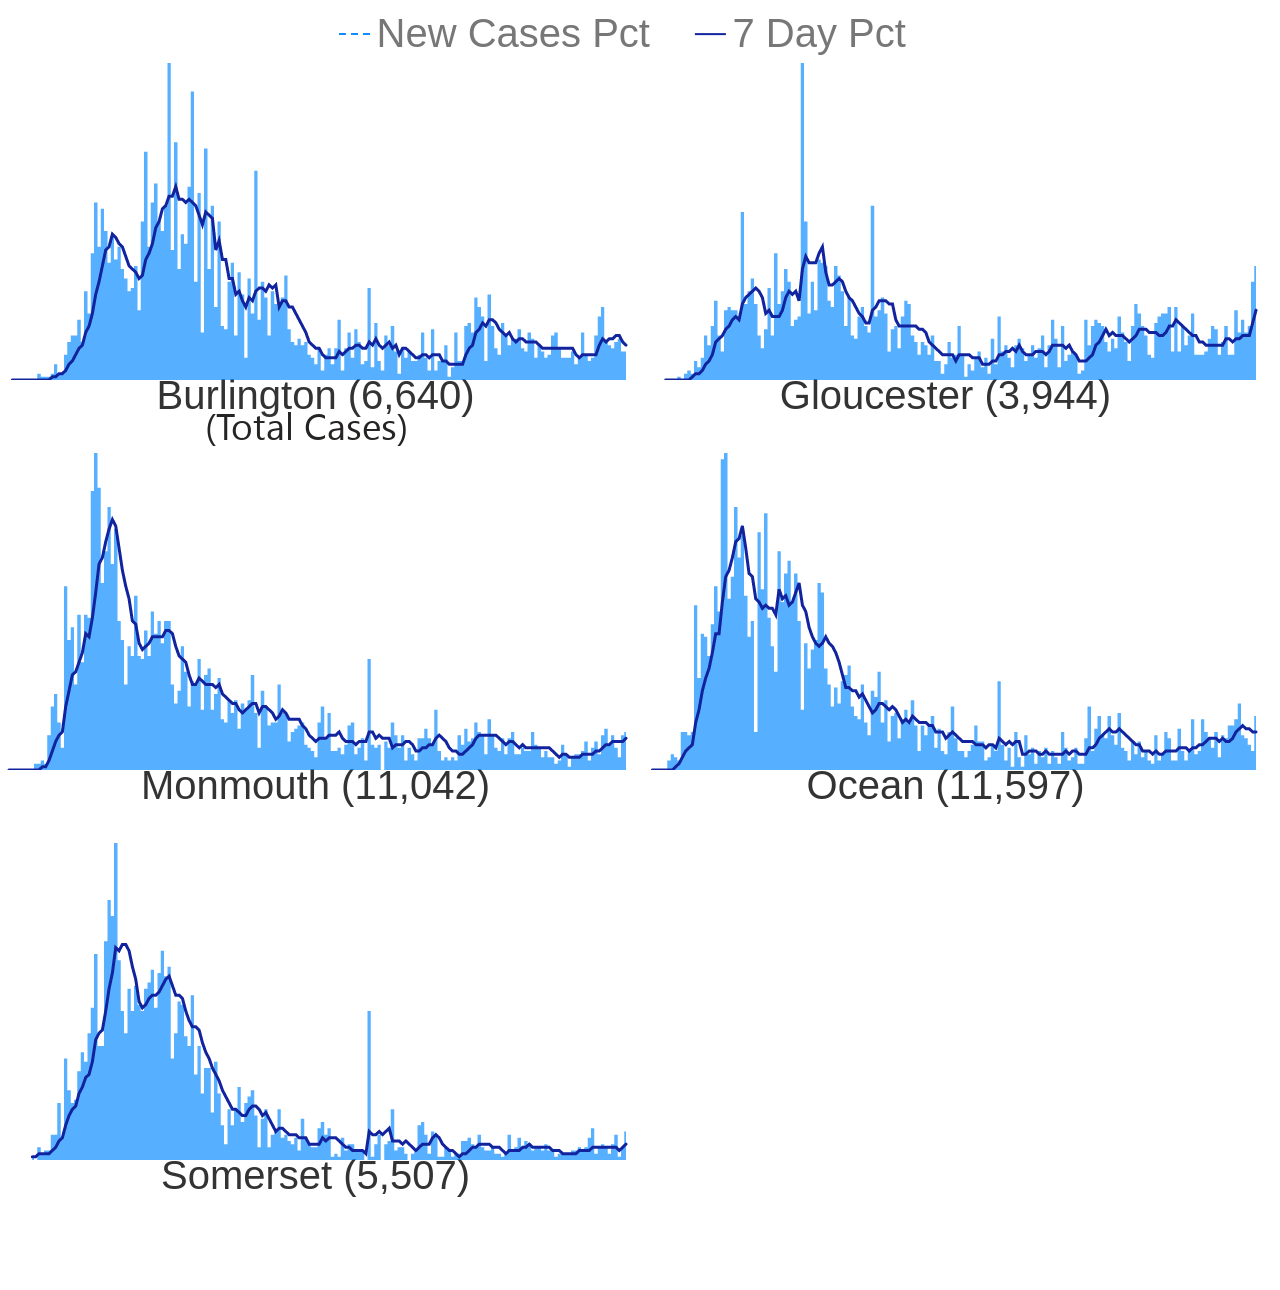 New Cases Pct 7 Day Pct
Burlington (6,640) Gloucester (3,944)
(Total Cases)
Monmouth (11,042) Ocean (11,597)
Somerset (5,507)